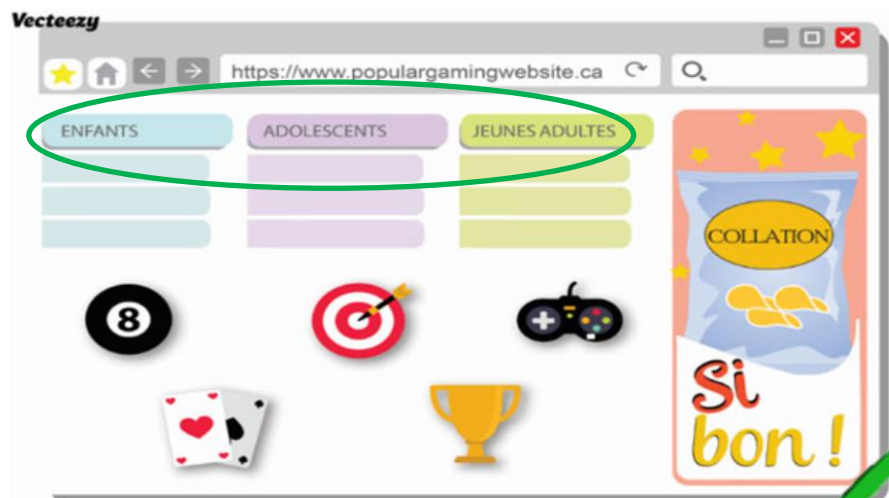 Vecteezy
https://www.populargamingwebsite.ca
ENFANTS
ADOLESCENTS
JEUNES ADULTES
COLLATION
8
Si
bon !